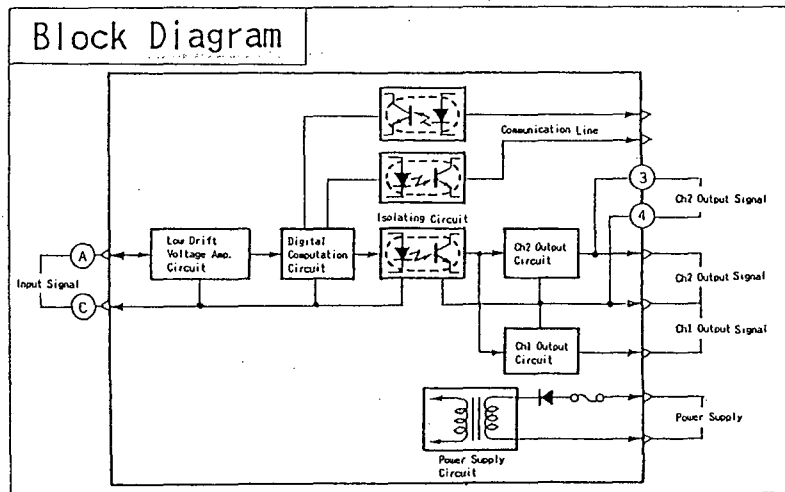 Block Diagram
Communication Line
3
Ch2 Output Signal
4
Isolating Circuit
A
Low Drift
Voltage Amp.
Circuit
Digital
Computation
Circuit
Ch2 Output
Circuit
Input Signal
Ch2 Output Signal
C
Ch1 Output Signal
Ch1 Output
Circuit
Power Supply
Power Supply
Circuit